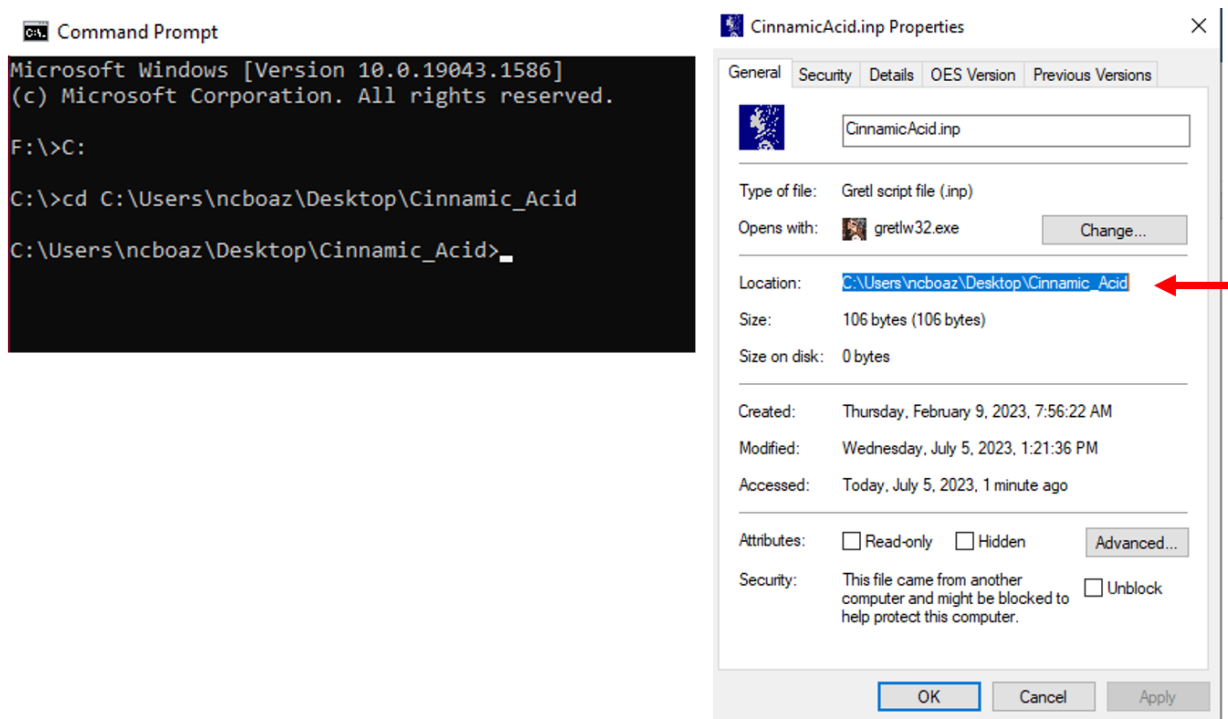 Command Prompt
Microsoft Windows [Version 10.0.19043.1586]
(c) Microsoft Corporation. All rights reserved.
F:\>C:
C:\>cd C:\Users\ncboaz\Desktop\Cinnamic_Acid
C:\Users\ncboaz\Desktop\Cinnamic_Acid>
CinnamicAcid.inp Properties
General Security Details OES Version Previous Versions
CinnamicAcid.inp
Type of file: Gretl script file (.inp)
Opens with: gretlw32.exe Change...
Location: C:\Users\ncboaz\Desktop\Cinnamic_Acid
Size: 106 bytes (106 bytes)
Size on disk: 0 bytes
Created: Thursday, February 9, 2023, 7:56:22 AM
Modified: Wednesday, July 5, 2023, 1:21:36 PM
Accessed: Today, July 5, 2023, 1 minute ago
Attributes: Read-only Hidden Advanced...
Security: This file came from another
computer and might be blocked to Unblock
help protect this computer.
OK Cancel Apply